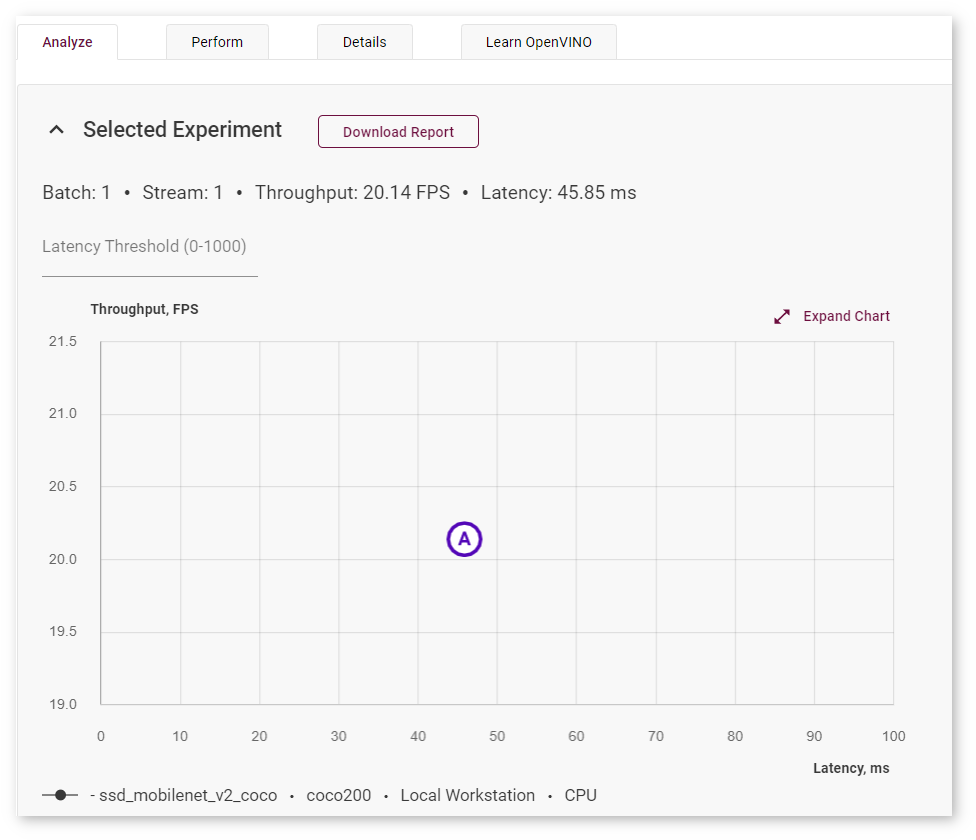 Analyze Perform Details Learn OpenVINO
Selected Experiment Download Report
Batch: 1 • Stream: 1 • Throughput: 20.14 FPS • Latency: 45.85 ms
Latency Threshold (0-1000)
Throughput, FPS
Expand Chart
21.5
21.0
20.5
A
20.0
19.5
19.0
0 10 20 30 40 50 60 70 80 90 100
Latency, ms
- ssd_mobilenet_v2_coco • coco200 • Local Workstation • CPU